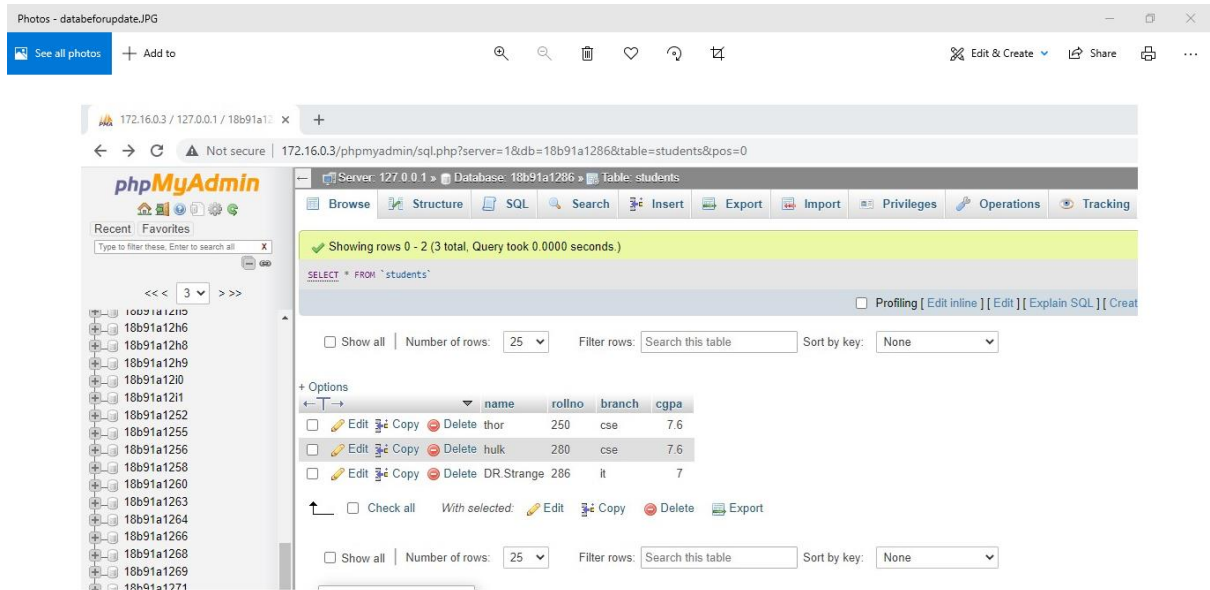 Photos - databeforupdate.JPG
See all photos + Add to Edit & Create Share
172.16.0.3 / 127.0.0.1 / 18b91a12
Not secure | 172.16.0.3/phpmyadmin/sql.php?server=1&db=18b91a1286&table=students&pos=0
phpMyAdmin
Recent Favorites
Type to filter these, Enter to search all X
<< < 3 > >>
18b91a12h5
18b91a12h6
18b91a12h8
18b91a12h9
18b91a12i0
18b91a12i1
18b91a1252
18b91a1255
18b91a1256
18b91a1258
18b91a1260
18b91a1263
18b91a1264
18b91a1266
18b91a1268
18b91a1269
18b91a1271
Server: 127.0.0.1 » Database: 18b91a1286 » Table: students
Browse Structure SQL Search Insert Export Import Privileges Operations Tracking
Showing rows 0 - 2 (3 total, Query took 0.0000 seconds.)
SELECT * FROM `students`
Profiling [ Edit inline ] [ Edit ] [ Explain SQL ] [ Creat
Show all | Number of rows: 25 Filter rows: Search this table Sort by key: None
+ Options
←T→ name rollno branch cgpa
Edit Copy Delete thor 250 cse 7.6
Edit Copy Delete hulk 280 cse 7.6
Edit Copy Delete DR.Strange 286 it 7
Check all With selected: Edit Copy Delete Export
Show all | Number of rows: 25 Filter rows: Search this table Sort by key: None